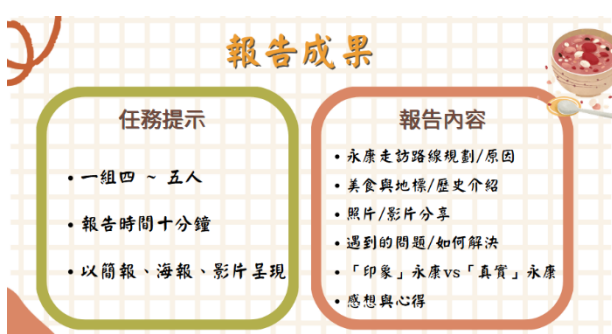 報告成果
任務提示
• 一組四 ~ 五人
• 報告時間十分鐘
• 以簡報、海報、影片呈現
報告內容
• 永康走訪路線規劃/原因
• 美食與地標/歷史介紹
• 照片/影片分享
• 遇到的問題/如何解決
• 「印象」永康vs「真實」永康
• 感想與心得